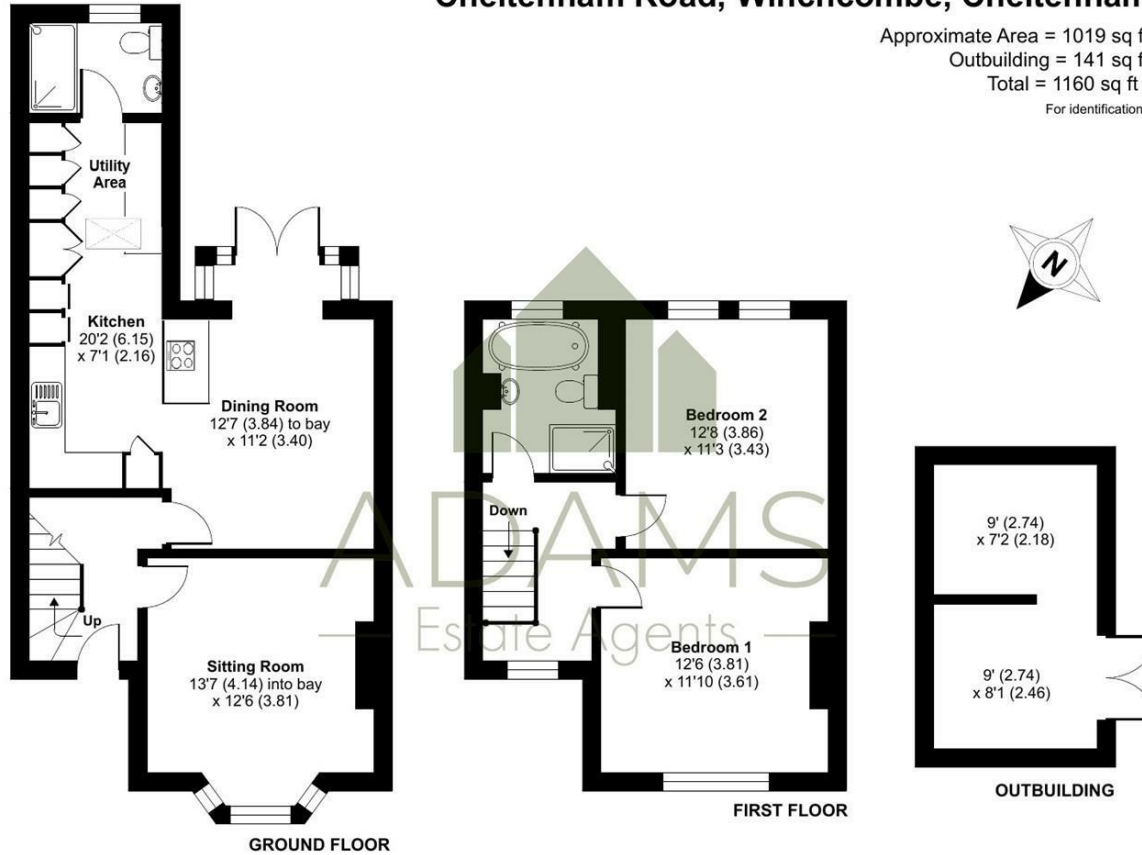 Cheltenham Road, Winchcombe, Cheltenham
Approximate Area = 1019 sq f
Outbuilding = 141 sq f
Total = 1160 sq ft
For identification
Utility
Area
Kitchen
20'2 (6.15)
x 7'1 (2.16)
Dining Room
12'7 (3.84) to bay
x 11'2 (3.40)
Up
Sitting Room
13'7 (4.14) into bay
x 12'6 (3.81)
GROUND FLOOR
Down
Bedroom 2
12'8 (3.86)
x 11'3 (3.43)
Bedroom 1
12'6 (3.81)
x 11'10 (3.61)
FIRST FLOOR
N
9' (2.74)
x 7'2 (2.18)
9' (2.74)
x 8'1 (2.46)
OUTBUILDING
ADAMS
Estate Agents